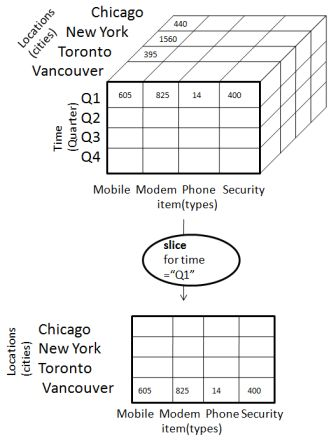 Locations
(cities)
Chicago
New York
Toronto
Vancouver
440
1560
395
Time
(Quarter)
Q1 605 825 14 400
Q2
Q3
Q4
Mobile Modem Phone Security
item(types)
slice
for time
="Q1"
Locations
(cities)
Chicago
New York
Toronto
Vancouver 605 825 14 400
Mobile Modem Phone Security
item(types)